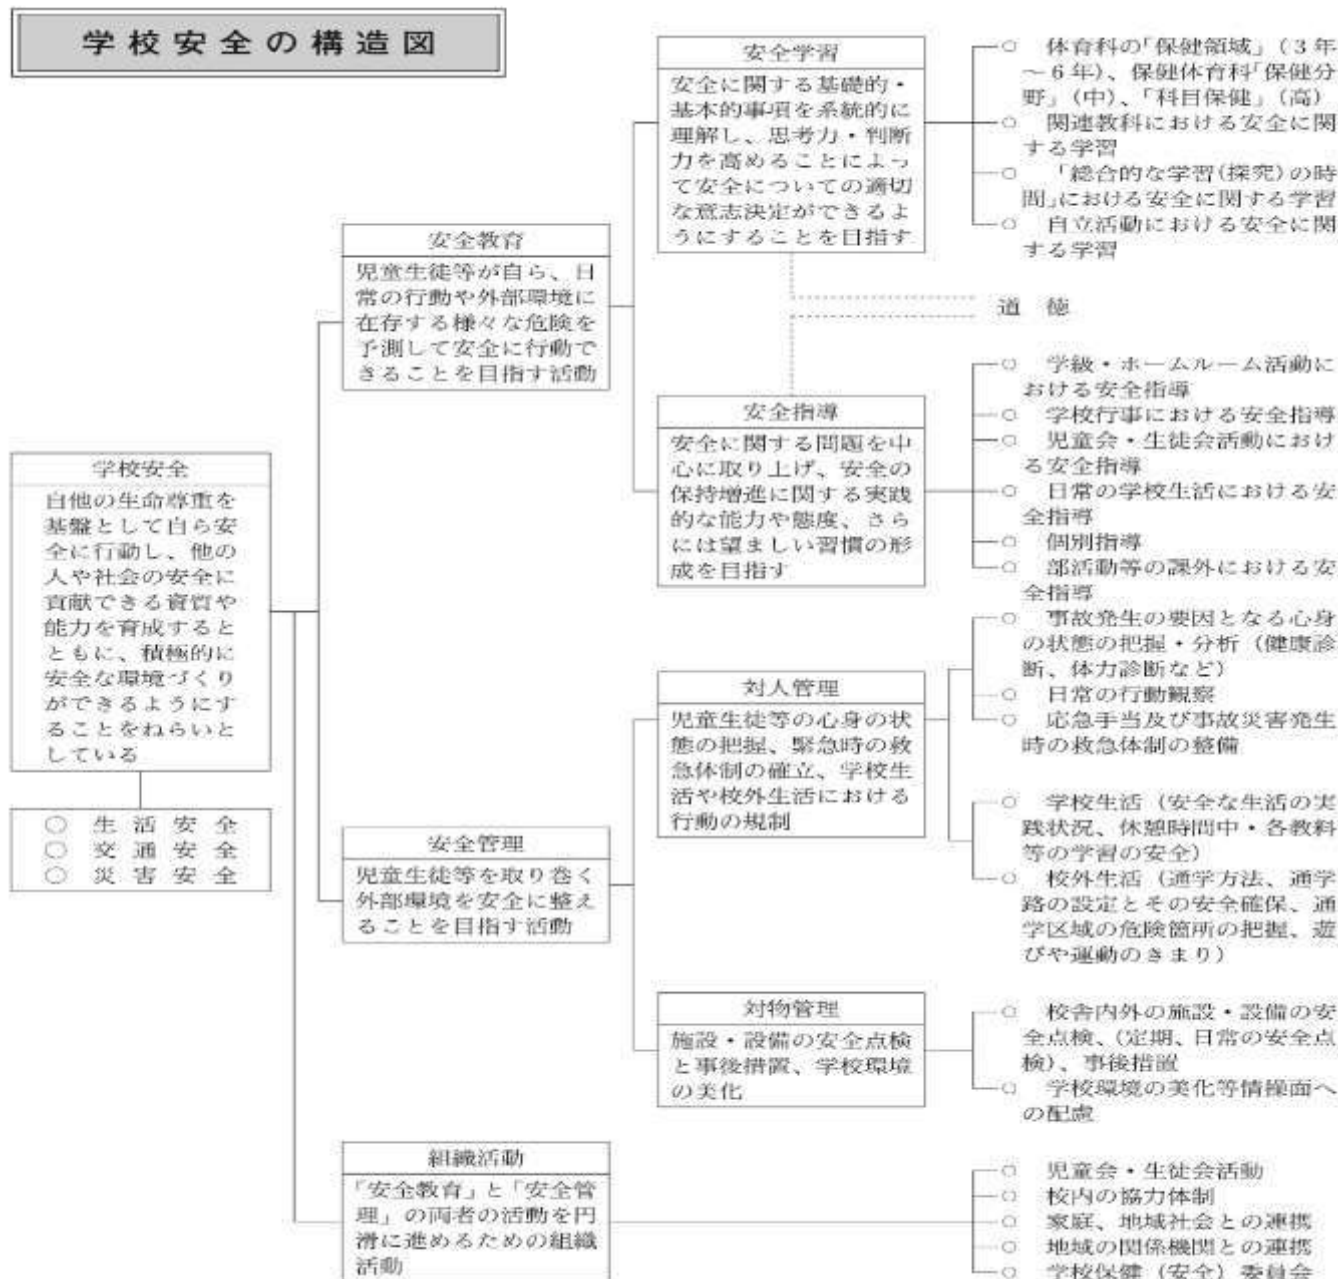 学校安全の構造図
学校安全
自他の生命尊重を
基盤として自ら安
全に行動し、他の
人や社会の安全に
貢献できる資質や
能力を育成すると
ともに、積極的に
安全な環境づくり
ができるようにす
ることをねらいと
している
○ 生活安全
○ 交通安全
○ 災害安全
安全教育
児童生徒等が自ら、日
常の行動や外部環境に
在存する様々な危険を
予測して安全に行動で
きることを目指す活動
安全学習
安全に関する基礎的・
基本的事項を系統的に
理解し、思考力・判断
力を高めることによっ
て安全についての適切
な意志決定ができるよ
うにすることを目指す
○ 体育科の「保健領域」(3年
～6年)、保健体育科「保健分
野」(中)、「科目保健」(高)
○ 関連教科における安全に関
する学習
○ 「総合的な学習(探究)の時
間」における安全に関する学習
○ 自立活動における安全に関
する学習
道 徳
安全指導
安全に関する問題を中
心に取り上げ、安全の
保持増進に関する実践
的な能力や態度、さら
には望ましい習慣の形
成を目指す
○ 学級・ホームルーム活動に
おける安全指導
○ 学校行事における安全指導
○ 児童会・生徒会活動におけ
る安全指導
○ 日常の学校生活における安
全指導
○ 個別指導
○ 部活動等の課外における安
全指導
安全管理
児童生徒等を取り巻く
外部環境を安全に整え
ることを目指す活動
対人管理
児童生徒等の心身の状
態の把握、緊急時の救
急体制の確立、学校生
活や校外生活における
行動の規制
○ 事故発生の要因となる心身
の状態の把握・分析(健康診
断、体力診断など)
○ 日常の行動観察
○ 応急手当及び事故災害発生
時の救急体制の整備
○ 学校生活(安全な生活の実
践状況、休憩時間中・各教科
等の学習の安全)
○ 校外生活(通学方法、通学
路の設定とその安全確保、通
学区域の危険箇所の把握、遊
びや運動のきまり)
対物管理
施設・設備の安全点検
と事後措置、学校環境
の美化
○ 校舎内外の施設・設備の安
全点検、(定期、日常の安全点
検)、事後措置
○ 学校環境の美化等情操面へ
の配慮
組織活動
「安全教育」と「安全管
理」の両者の活動を円
滑に進めるための組織
活動
○ 児童会・生徒会活動
○ 校内の協力体制
○ 家庭、地域社会との連携
○ 地域の関係機関との連携
○ 学校保健(安全)委員会